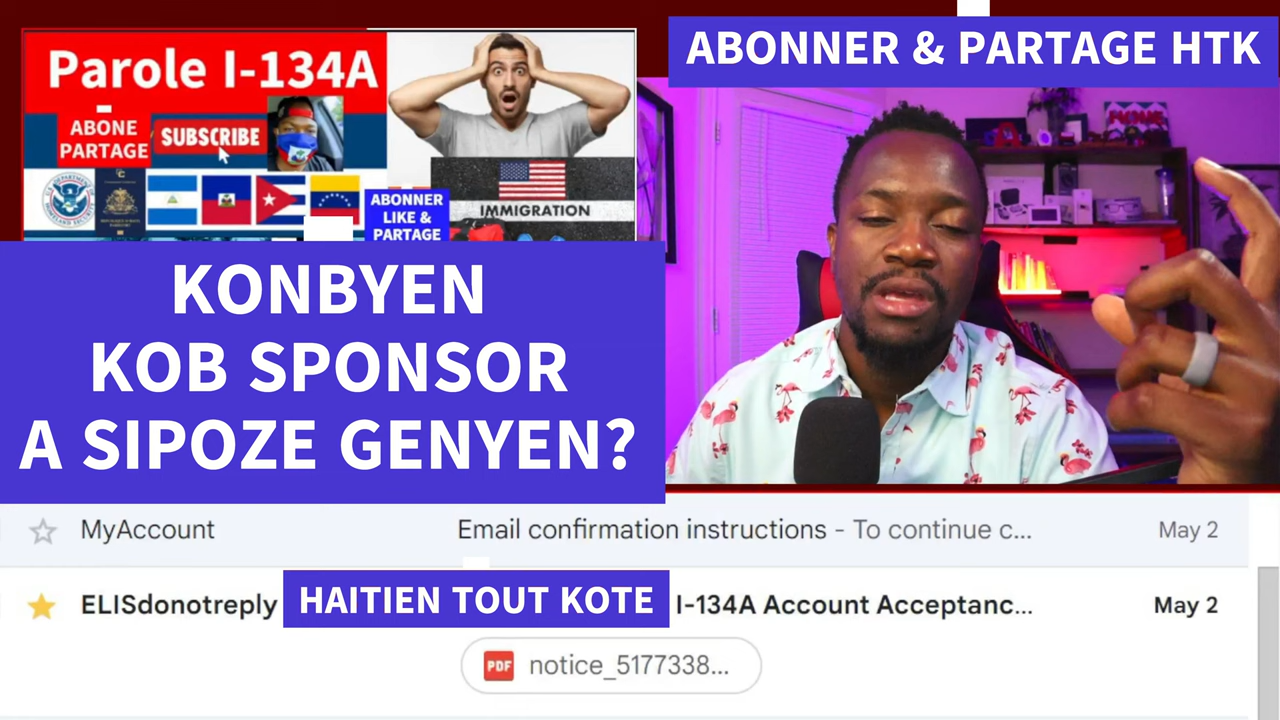 ABONNER & PARTAGE HTK
Parole I-134A
ABONE
PARTAGE
SUBSCRIBE
ABONNER
LIKE &
PARTAGE
IMMIGRATION
KONBYEN
KOB SPONSOR
A SIPOZE GENYEN?
MyAccount Email confirmation instructions - To continue c... May 2
ELISdonotreply HAITIEN TOUT KOTE I-134A Account Acceptanc... May 2
PDF notice_5177338...